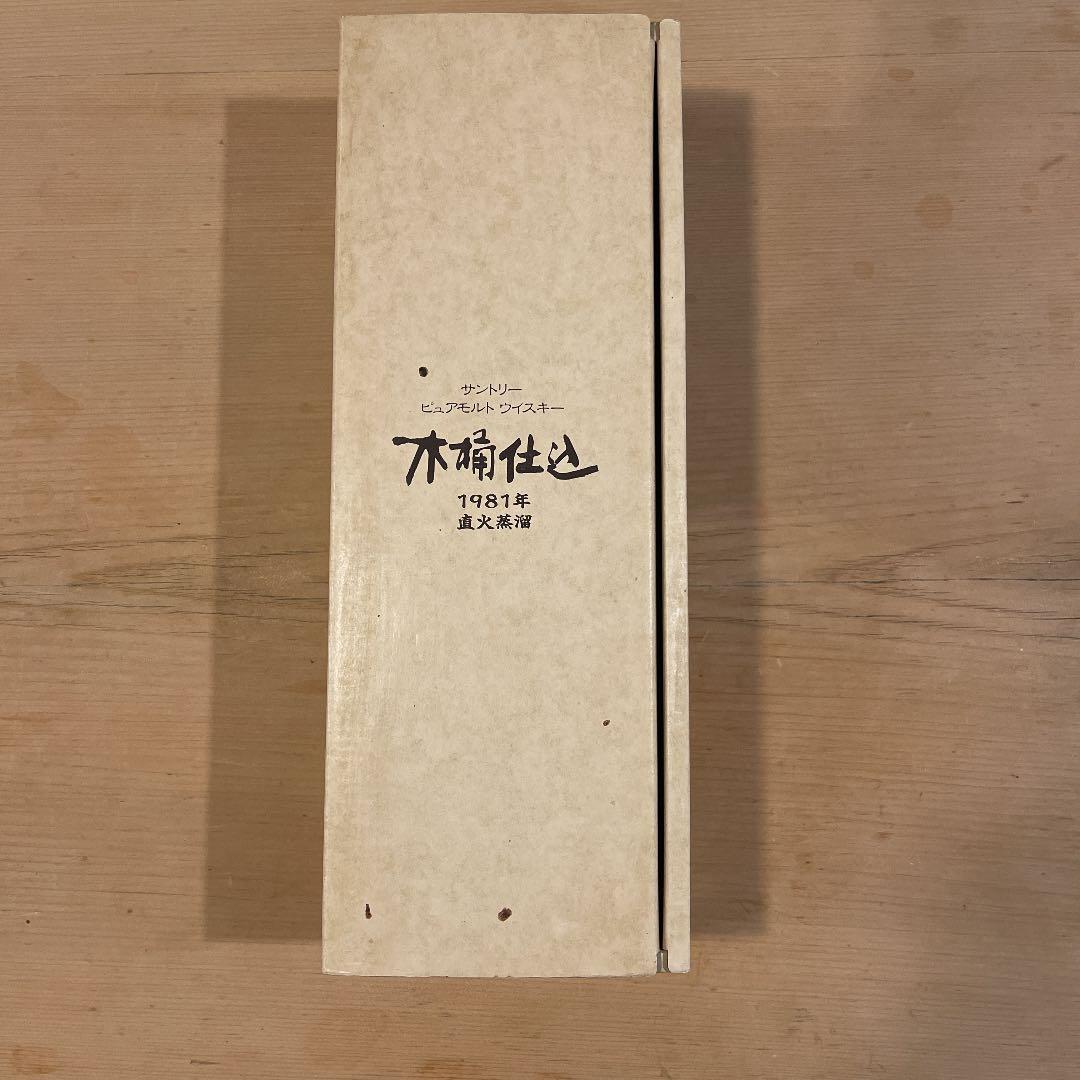 サントリー
ピュアモルト ウイスキー
木桶仕込
1981年
直火蒸溜